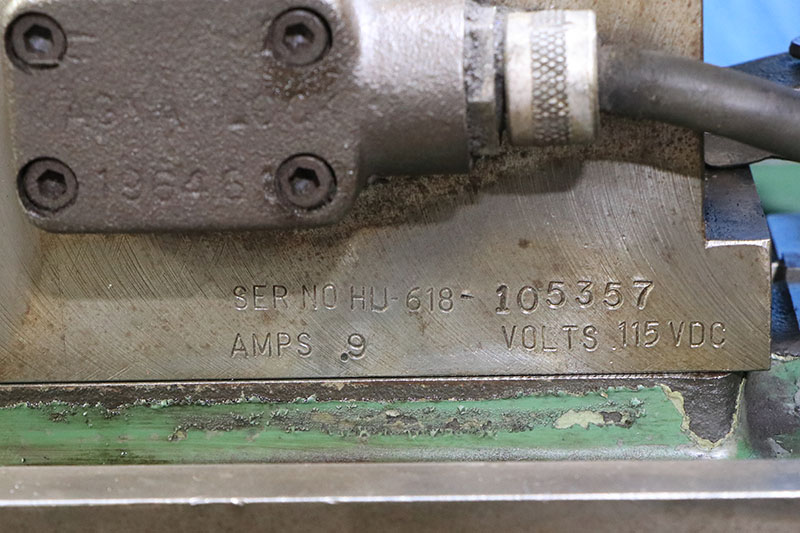 SER NO HU-618-105357
AMPS .9 VOLTS 115 VDC